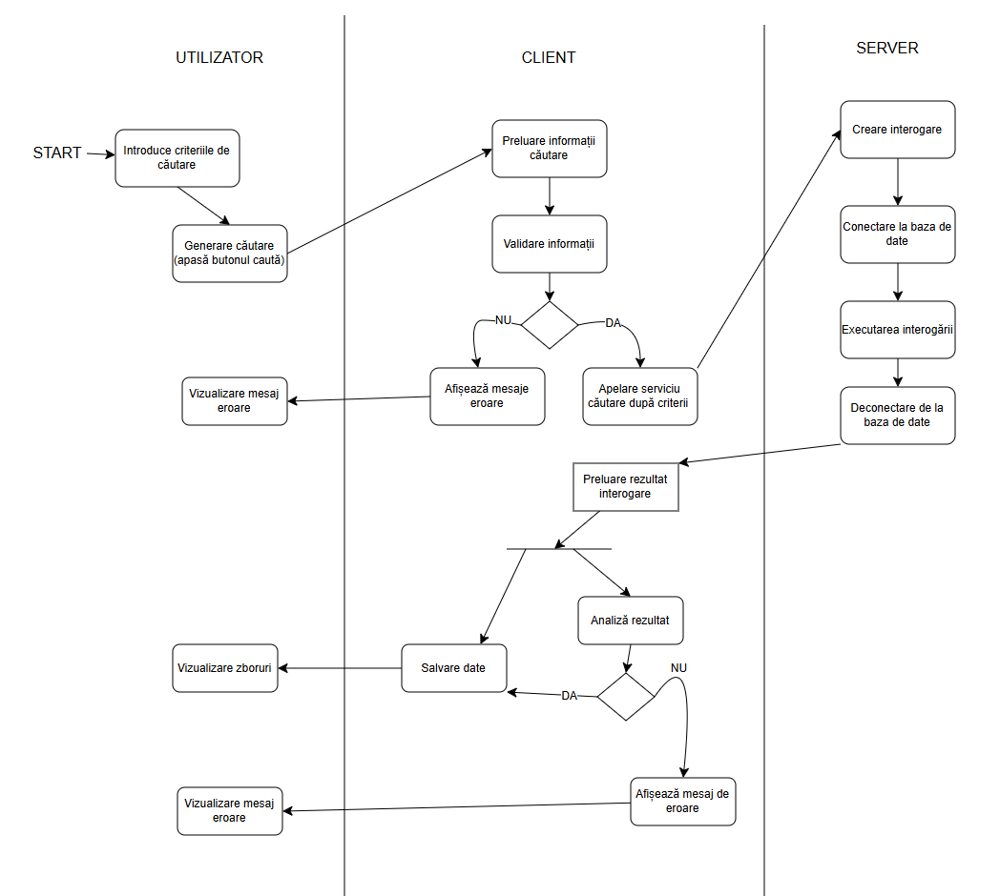 UTILIZATOR
CLIENT
SERVER
START
Introduce criteriile de
căutare
Generare căutare
(apasă butonul caută)
Preluare informații
căutare
Validare informații
NU
DA
Afișează mesaje
eroare
Apelare serviciu
căutare după criterii
Vizualizare mesaj
eroare
Creare interogare
Conectare la baza de
date
Executarea interogării
Deconectare de la
baza de date
Preluare rezultat
interogare
Analiză rezultat
Salvare date
Vizualizare zboruri
DA
NU
Afișează mesaj de
eroare
Vizualizare mesaj
eroare